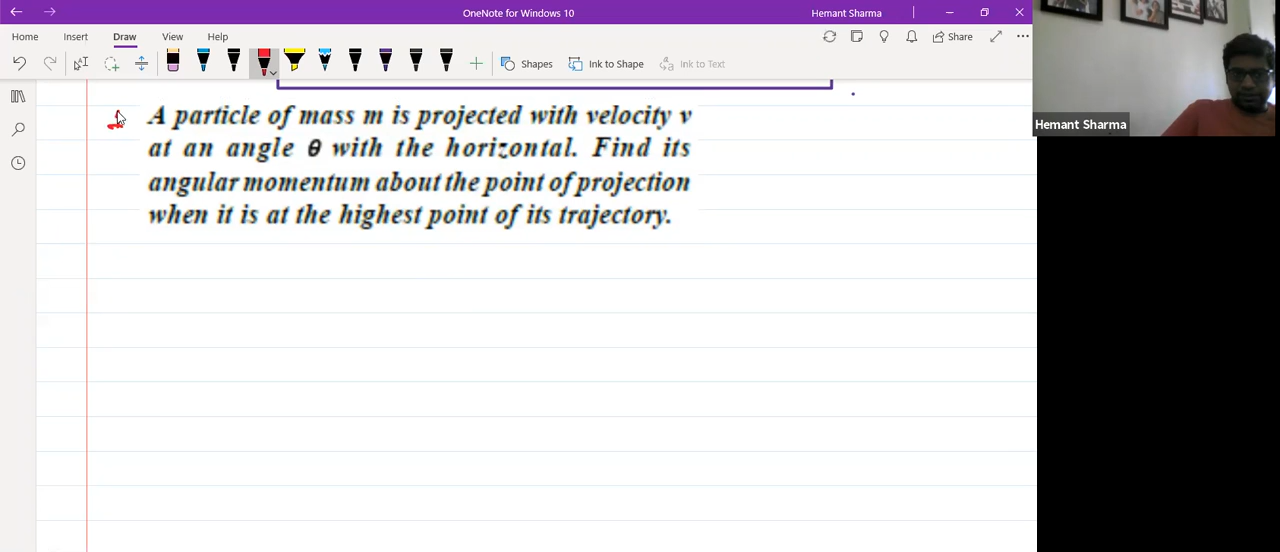 OneNote for Windows 10
Hemant Sharma
Home Insert Draw View Help
Share
Shapes Ink to Shape Ink to Text
Hemant Sharma
A particle of mass m is projected with velocity v
at an angle θ with the horizontal. Find its
angular momentum about the point of projection
when it is at the highest point of its trajectory.